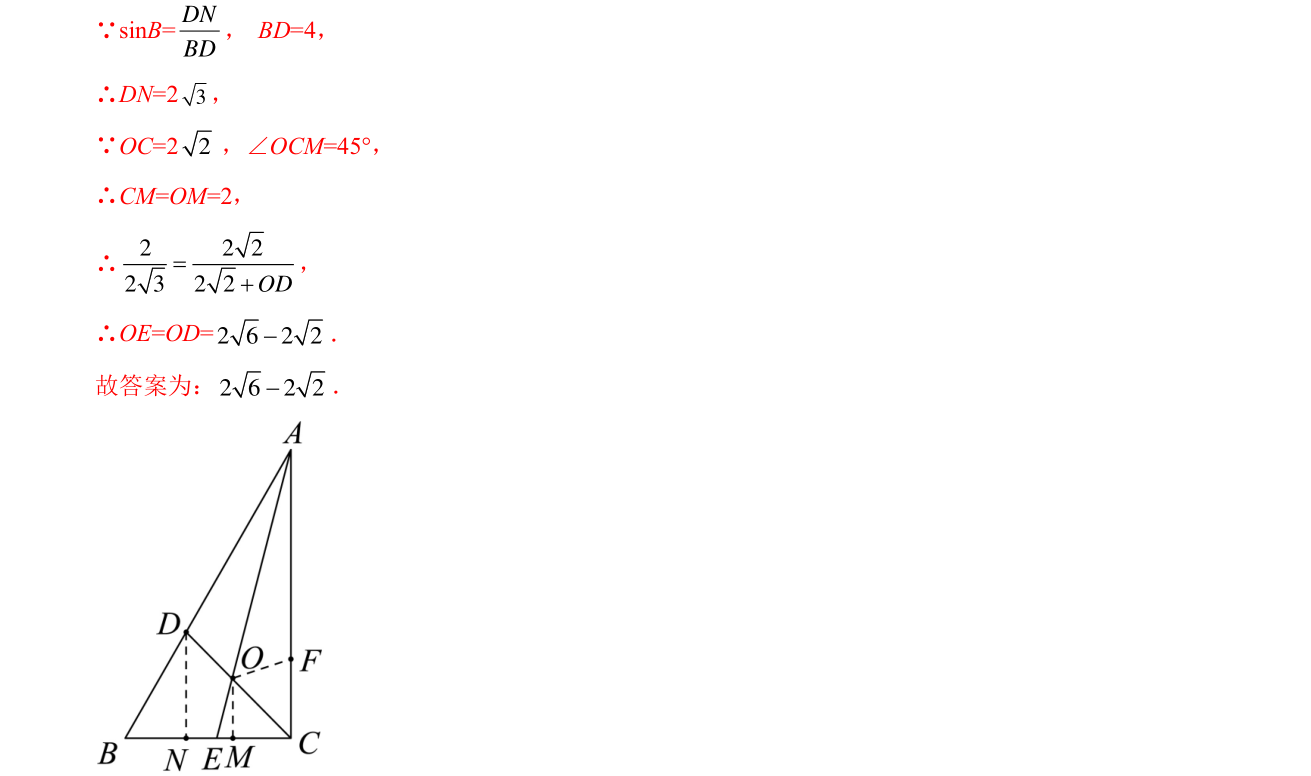 ∵sinB=DN/BD， BD=4，
∴DN=2√3，
∵OC=2√2，∠OCM=45°，
∴CM=OM=2，
∴2/(2√3)=2√2/(2√2+OD)，
∴OE=OD=2√6−2√2．
故答案为：2√6−2√2．
A
D
O
F
B
N
E
M
C